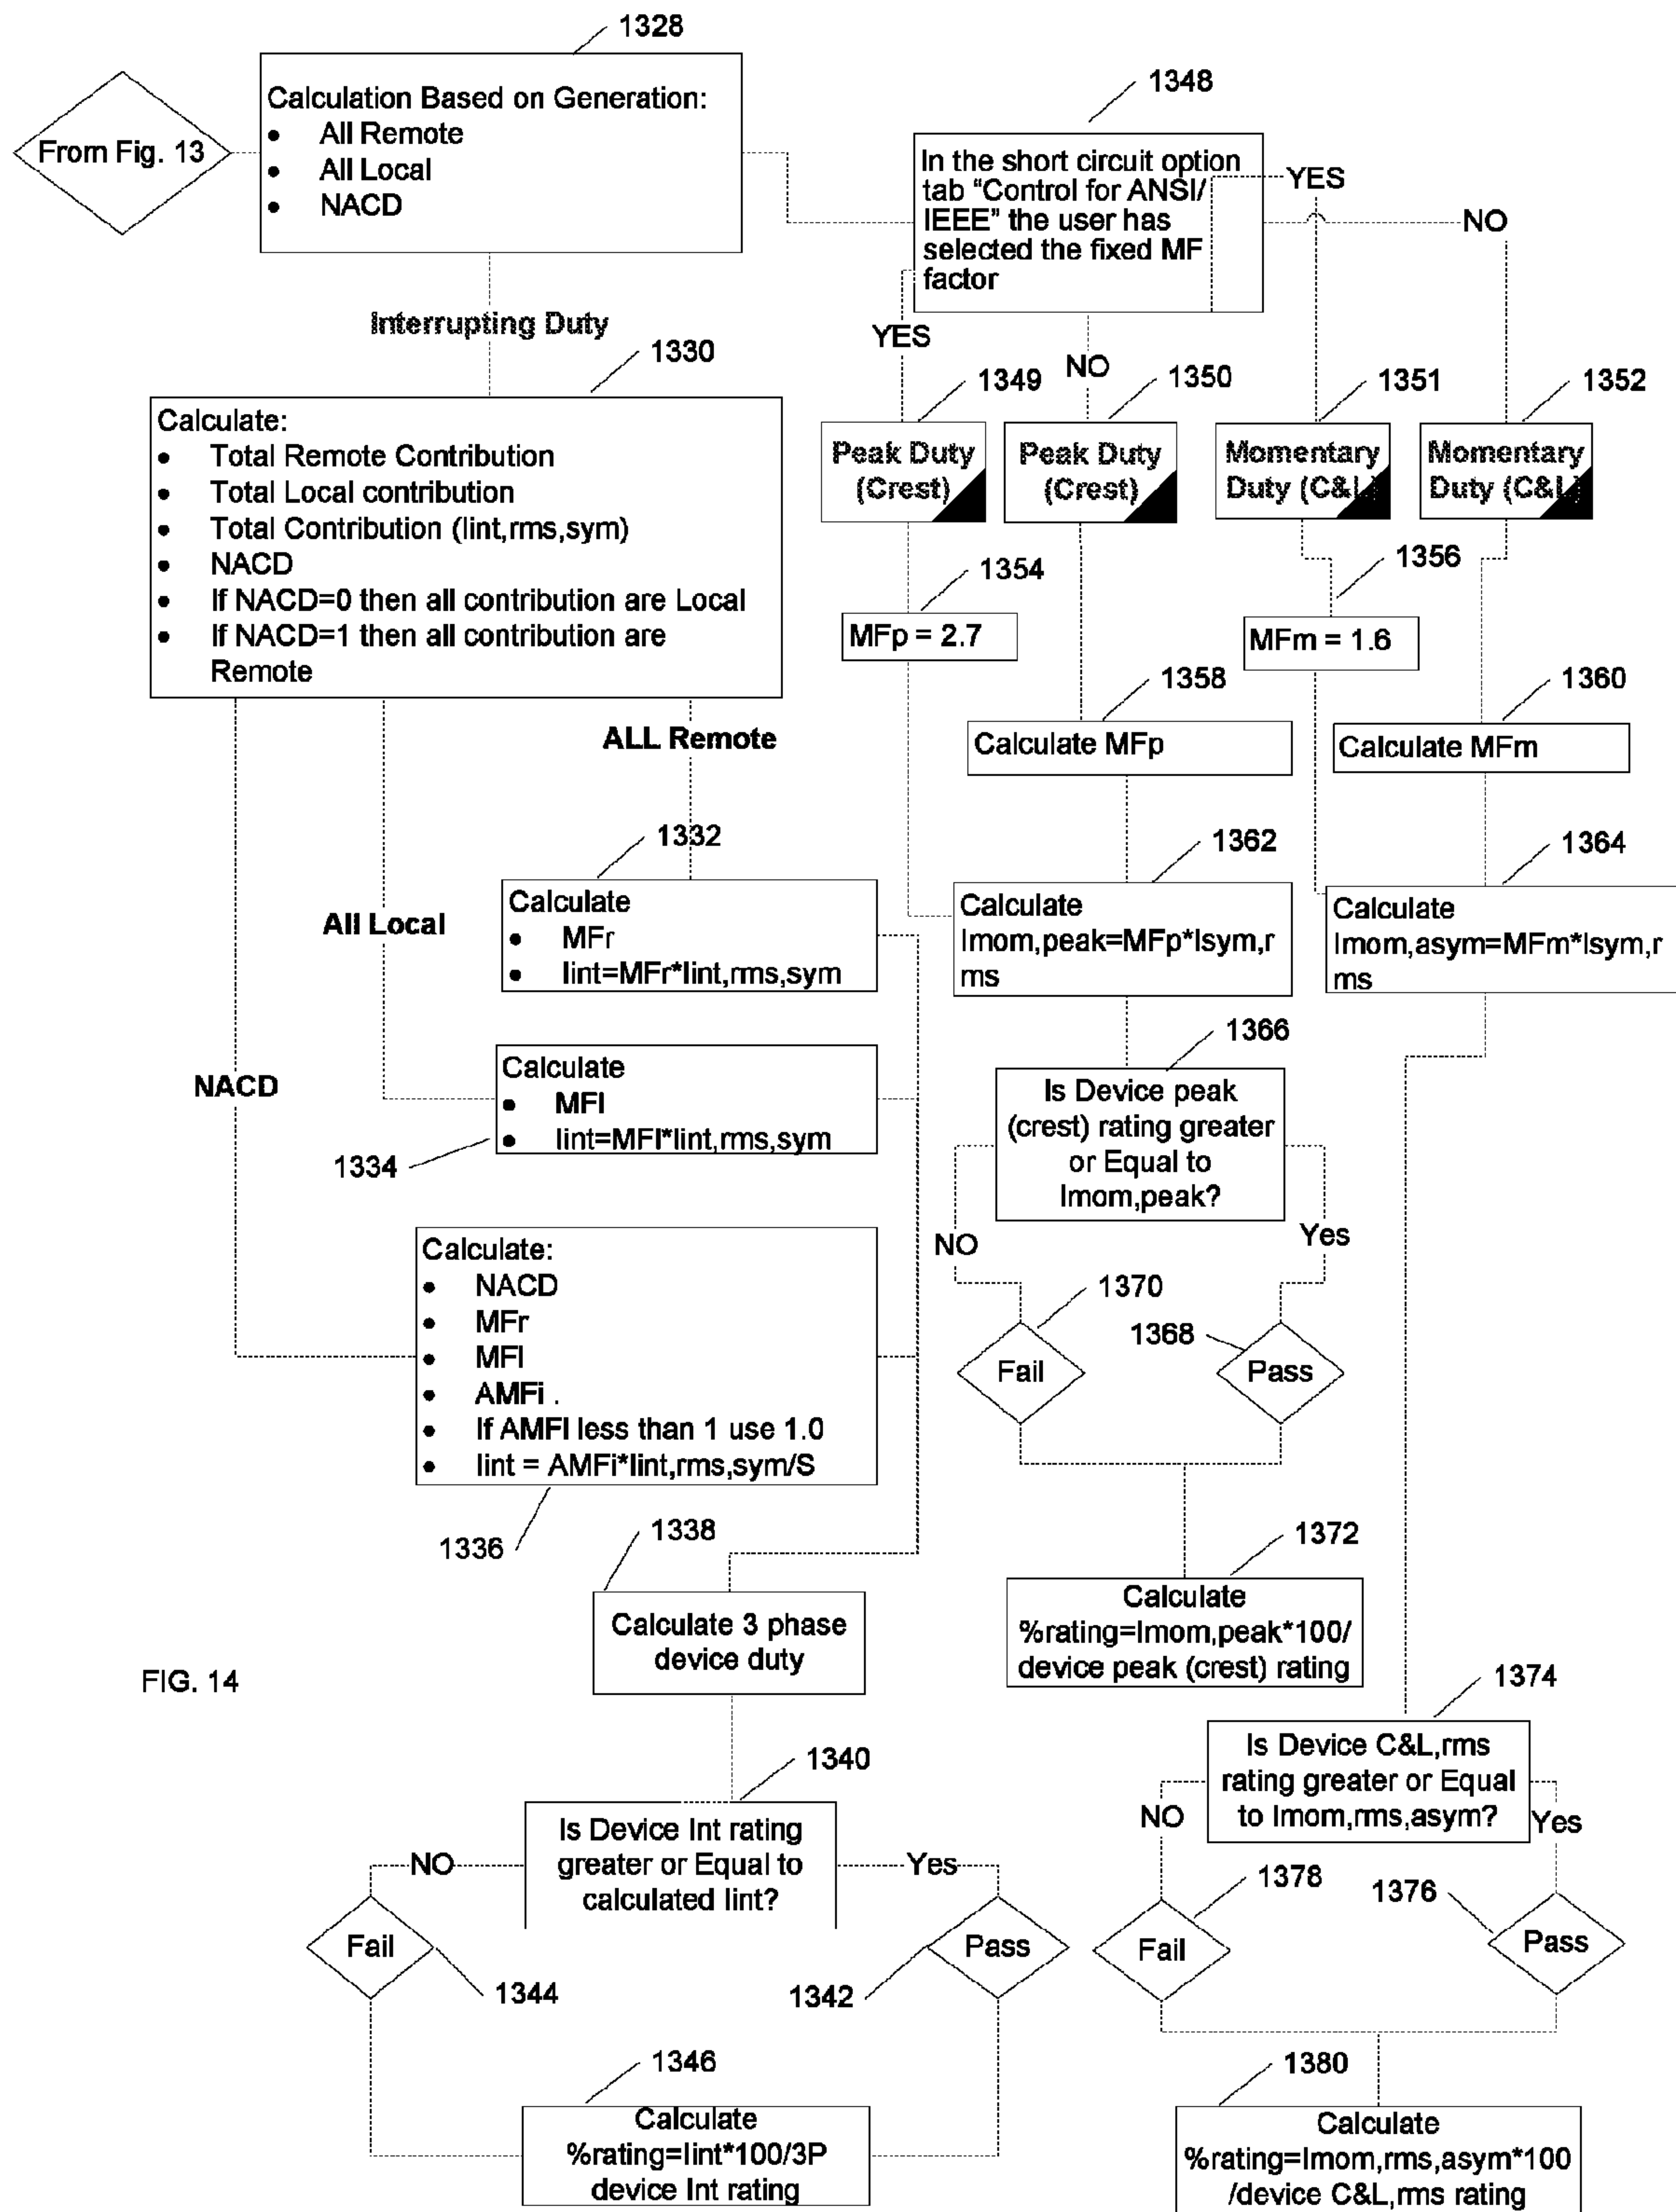 1328
Calculation Based on Generation:
• All Remote
• All Local
• NACD
From Fig. 13
1348
In the short circuit option
tab "Control for ANSI/
IEEE" the user has
selected the fixed MF
factor
YES
NO
Interrupting Duty
1330
Calculate:
• Total Remote Contribution
• Total Local contribution
• Total Contribution (Iint,rms,sym)
• NACD
• If NACD=0 then all contribution are Local
• If NACD=1 then all contribution are
Remote
YES
NO
1349
Peak Duty
(Crest)
1350
Peak Duty
(Crest)
1351
Momentary
Duty (C&L)
1352
Momentary
Duty (C&L)
1354
MFp = 2.7
1356
MFm = 1.6
1358
Calculate MFp
1360
Calculate MFm
ALL Remote
1332
Calculate
• MFr
• Iint=MFr*Iint,rms,sym
All Local
1362
Calculate
Imom,peak=MFp*Isym,r
ms
1364
Calculate
Imom,asym=MFm*Isym,r
ms
Calculate
• MFl
• Iint=MFl*Iint,rms,sym
1334
NACD
1366
Is Device peak
(crest) rating greater
or Equal to
Imom,peak?
NO
Yes
1370
Fail
1368
Pass
Calculate:
• NACD
• MFr
• MFl
• AMFi .
• If AMFI less than 1 use 1.0
• Iint = AMFi*Iint,rms,sym/S
1336
1338
Calculate 3 phase
device duty
1372
Calculate
%rating=Imom,peak*100/
device peak (crest) rating
FIG. 14
1374
Is Device C&L,rms
rating greater or Equal
to Imom,rms,asym?
NO
Yes
1340
Is Device Int rating
greater or Equal to
calculated Iint?
NO
Yes
Fail
1344
Pass
1342
1378
Fail
1376
Pass
1346
Calculate
%rating=Iint*100/3P
device Int rating
1380
Calculate
%rating=Imom,rms,asym*100
/device C&L,rms rating